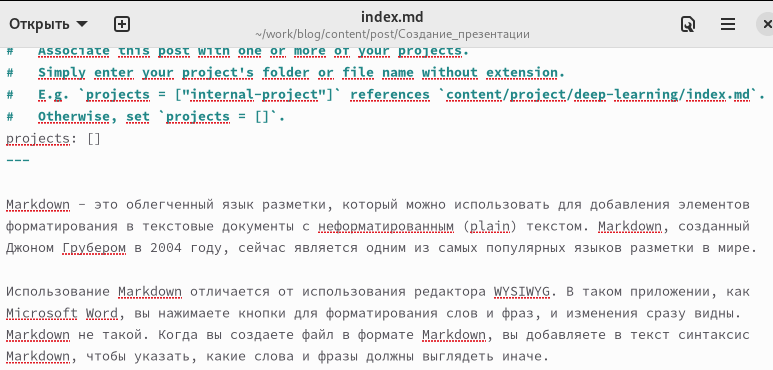 Открыть
index.md
~/work/blog/content/post/Создание_презентации
#   Associate this post with one or more of your projects.
#   Simply enter your project's folder or file name without extension.
#   E.g. `projects = ["internal-project"]` references `content/project/deep-learning/index.md`.
#   Otherwise, set `projects = []`.
projects: []
---
Markdown – это облегченный язык разметки, который можно использовать для добавления элементов
форматирования в текстовые документы с неформатированным (plain) текстом. Markdown, созданный
Джоном Грубером в 2004 году, сейчас является одним из самых популярных языков разметки в мире.
Использование Markdown отличается от использования редактора WYSIWYG. В таком приложении, как
Microsoft Word, вы нажимаете кнопки для форматирования слов и фраз, и изменения сразу видны.
Markdown не такой. Когда вы создаете файл в формате Markdown, вы добавляете в текст синтаксис
Markdown, чтобы указать, какие слова и фразы должны выглядеть иначе.